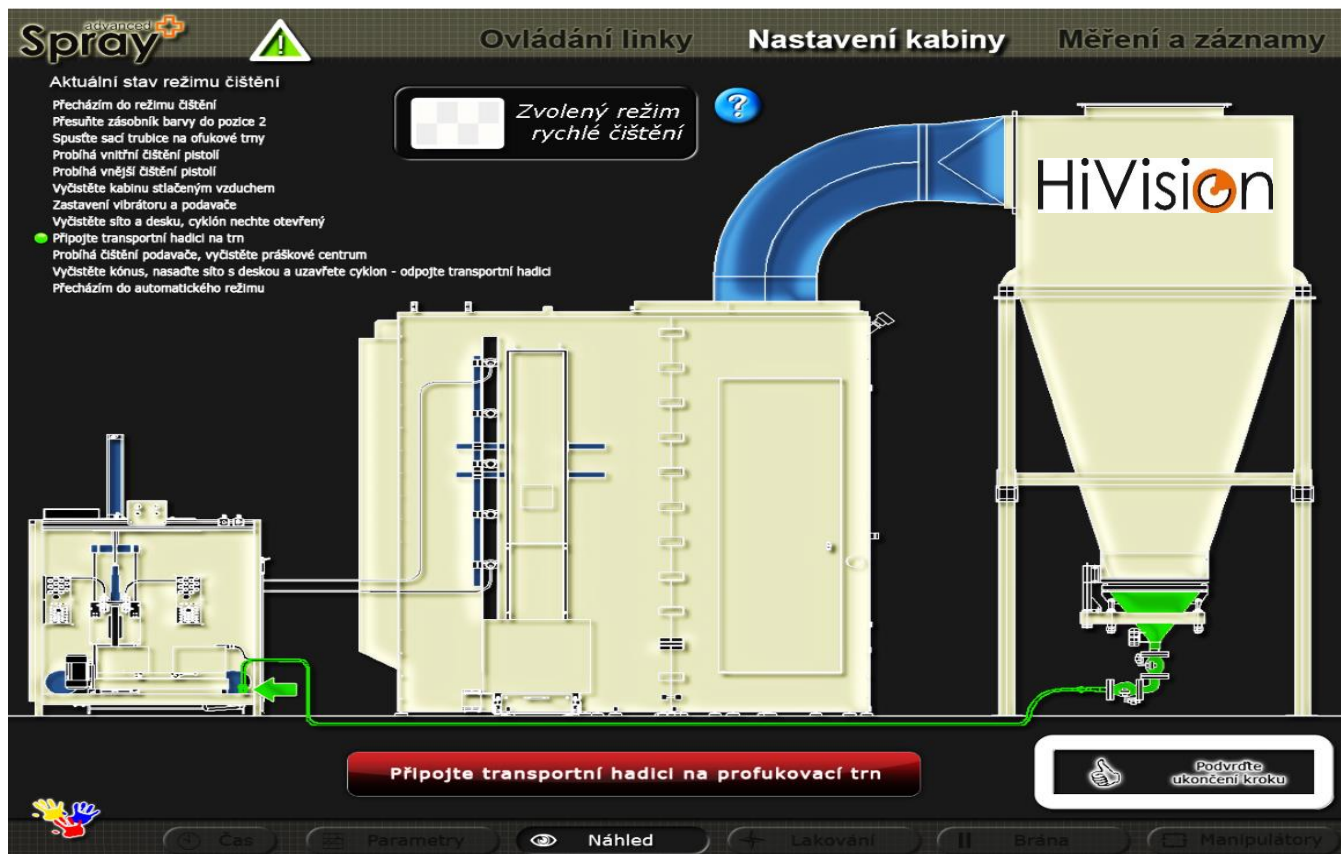 advanced
Spray
Ovládání linky
Nastavení kabiny
Měření a záznamy
Aktuální stav režimu čištění
Přecházím do režimu čištění
Přesuňte zásobník barvy do pozice 2
Spusťte sací trubice na ofukové trny
Probíhá vnitřní čištění pistolí
Probíhá vnější čištění pistolí
Vyčistěte kabinu stlačeným vzduchem
Zastavení vibrátoru a podavače
Vyčistěte síto a desku, cyklón nechte otevřený
Připojte transportní hadici na trn
Probíhá čištění podavače, vyčistěte práškové centrum
Vyčistěte kónus, nasaďte síto s deskou a uzavřete cyklon - odpojte transportní hadici
Přecházím do automatického režimu
Zvolený režim
rychlé čištění
?
HiVision
Připojte transportní hadici na profukovací trn
Podvrďte
ukončení kroku
Čas
Parametry
Náhled
Lakování
Brána
Manipulátory